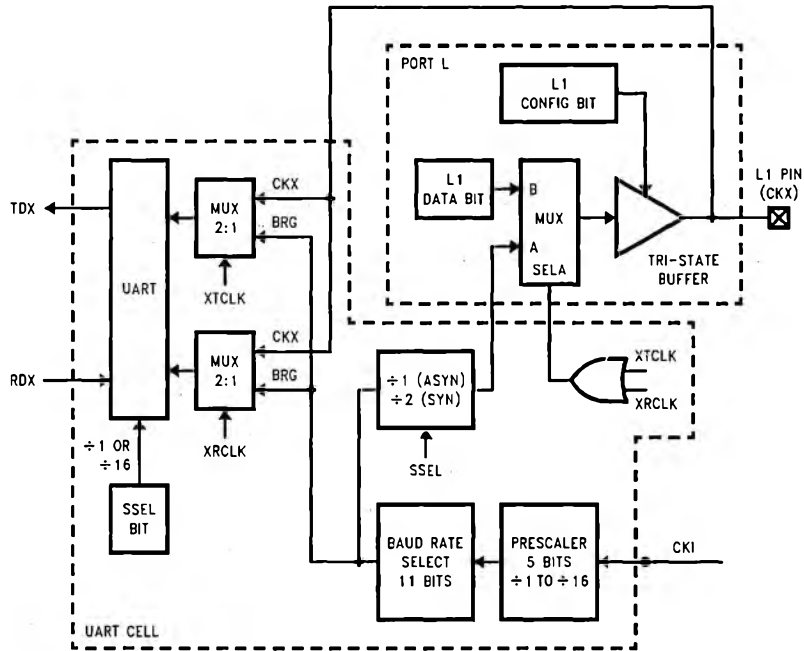 PORT L
L1
CONFIG BIT
L1
DATA BIT
B
MUX
A
SELA
TRI-STATE
BUFFER
L1 PIN
(CKX)
TDX
UART
MUX
2:1
CKX
BRG
XTCLK
RDX
MUX
2:1
CKX
BRG
XRCLK
÷1 (ASYN)
÷2 (SYN)
SSEL
XTCLK
XRCLK
÷1 OR
÷16
SSEL
BIT
BAUD RATE
SELECT
11 BITS
PRESCALER
5 BITS
÷1 TO ÷16
CKI
UART CELL